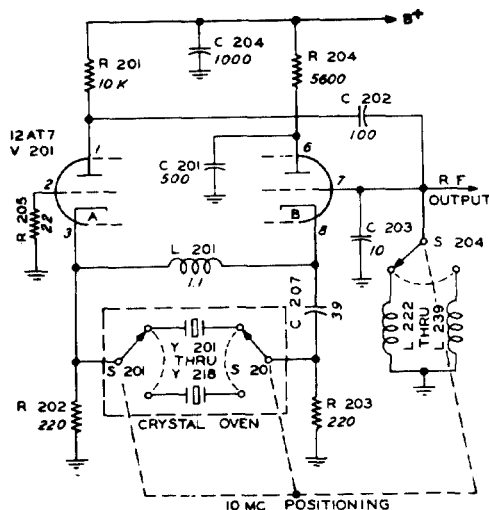 B+
C 204
1000
R 201
10 K
R 204
5600
C 202
100
12AT7
V 201
1
6
C 201
500
2
7
RF
OUTPUT
R 205
22
A
B
3
8
C 203
10
S 204
L 201
1.1
C 207
39
L 222
THRU
L 239
Y 201
THRU
Y 218
S 201
S 201
R 202
220
R 203
220
CRYSTAL OVEN
10 MC POSITIONING